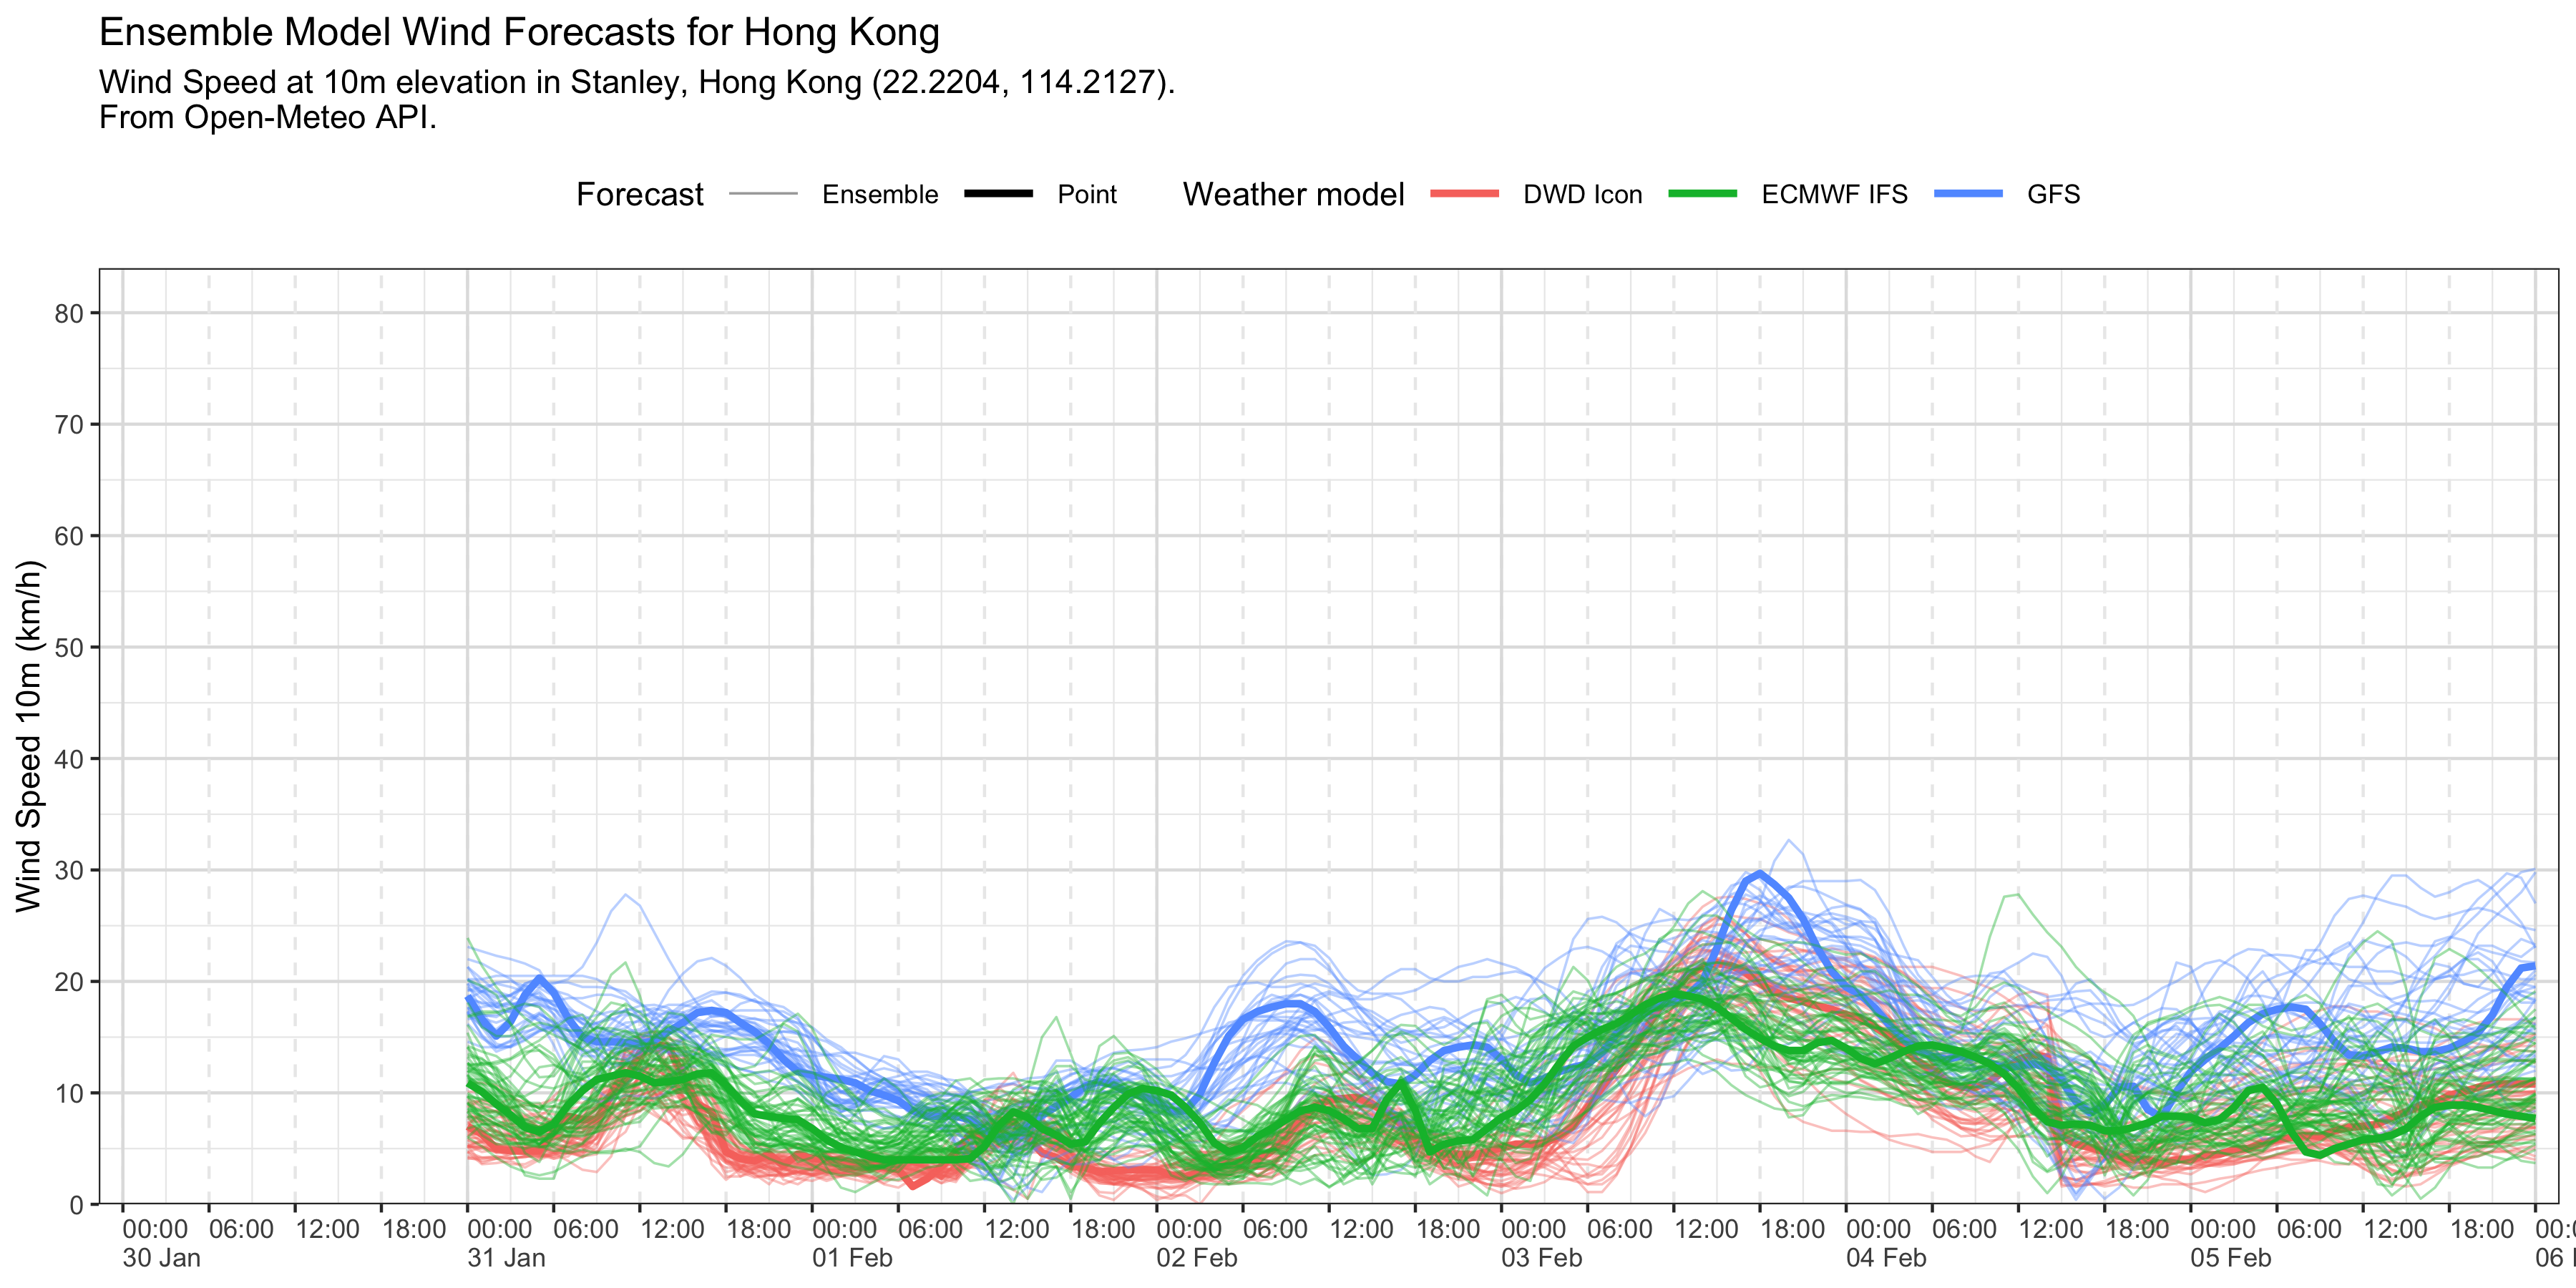 Ensemble Model Wind Forecasts for Hong Kong
Wind Speed at 10m elevation in Stanley, Hong Kong (22.2204, 114.2127).
From Open-Meteo API.
Forecast Ensemble Point Weather model DWD Icon ECMWF IFS GFS
80
70
60
50
40
30
20
10
0
Wind Speed 10m (km/h)
00:00 06:00 12:00 18:00 00:00 06:00 12:00 18:00 00:00 06:00 12:00 18:00 00:00 06:00 12:00 18:00 00:00 06:00 12:00 18:00 00:00 06:00 12:00 18:00 00:00 06:00 12:00 18:00 00:0
30 Jan 31 Jan 01 Feb 02 Feb 03 Feb 04 Feb 05 Feb 06